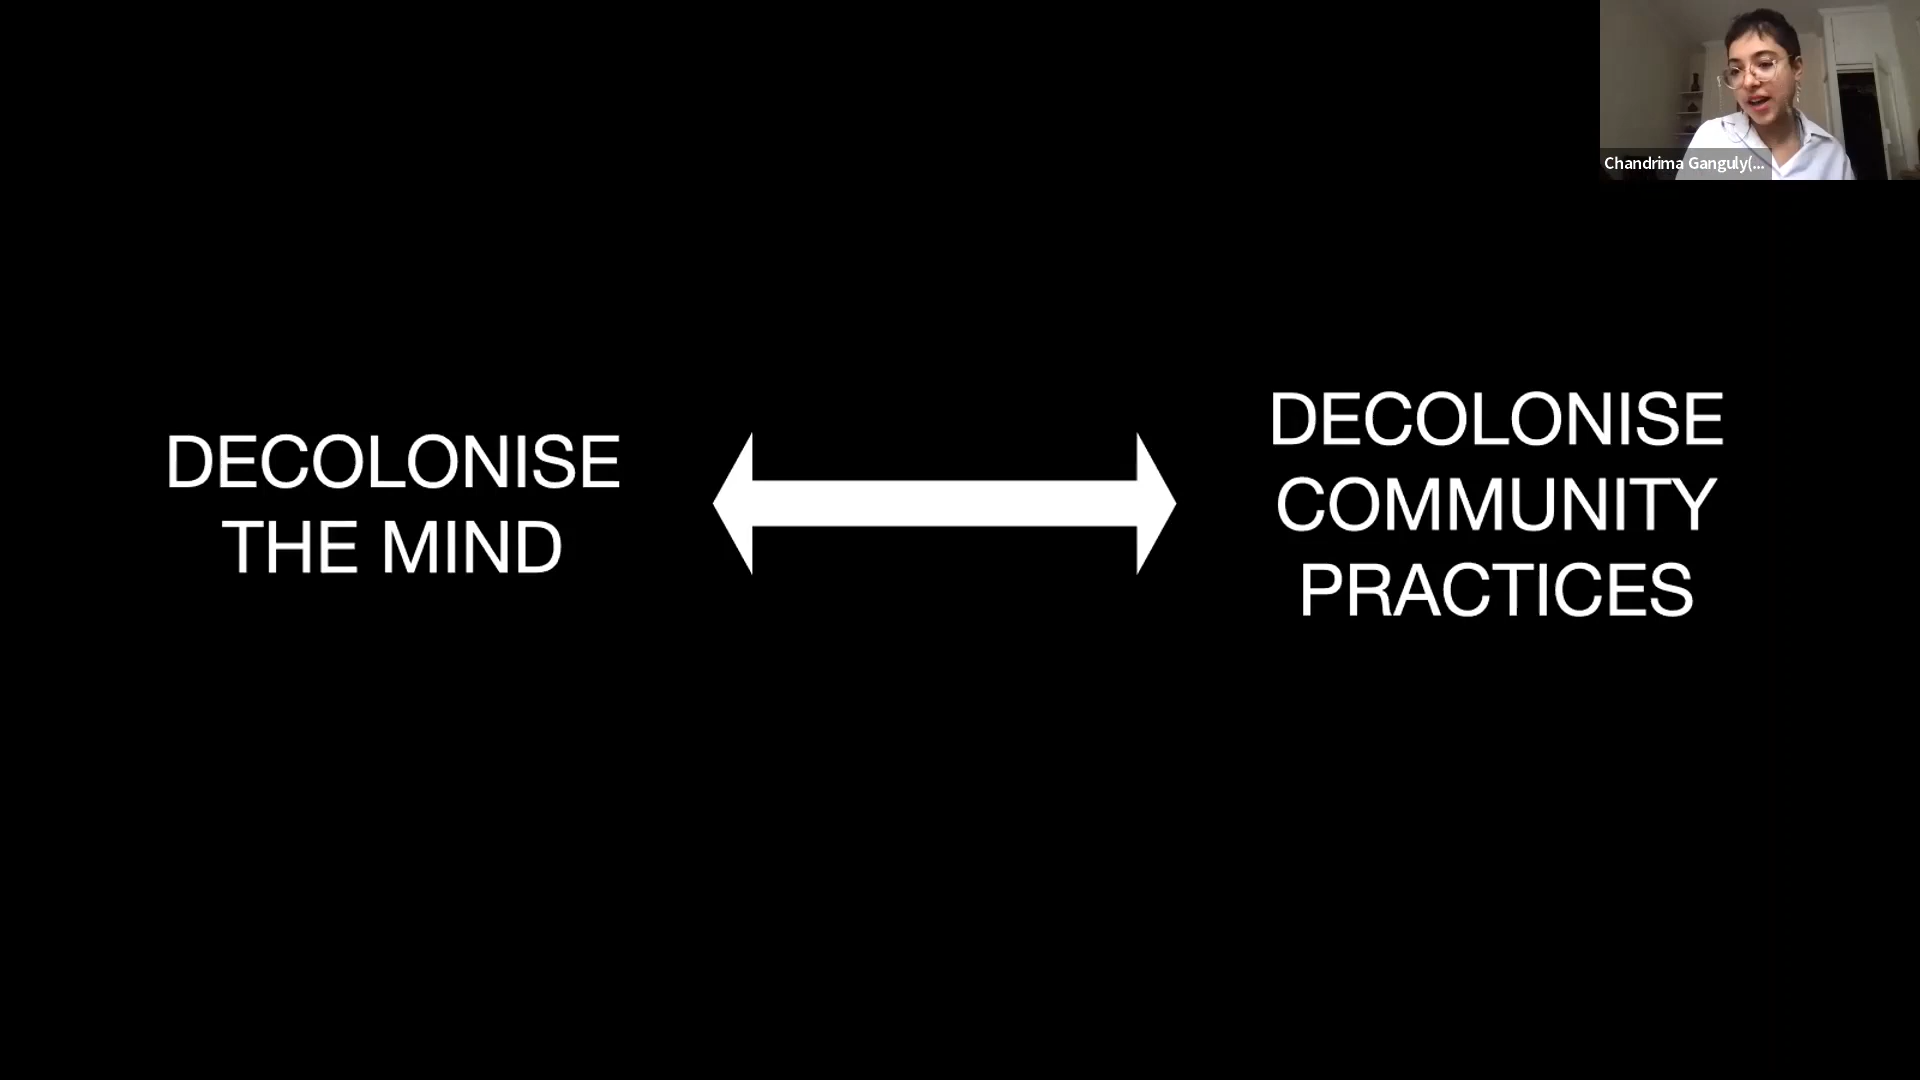 Chandrima Ganguly(...
DECOLONISE
THE MIND
DECOLONISE
COMMUNITY
PRACTICES